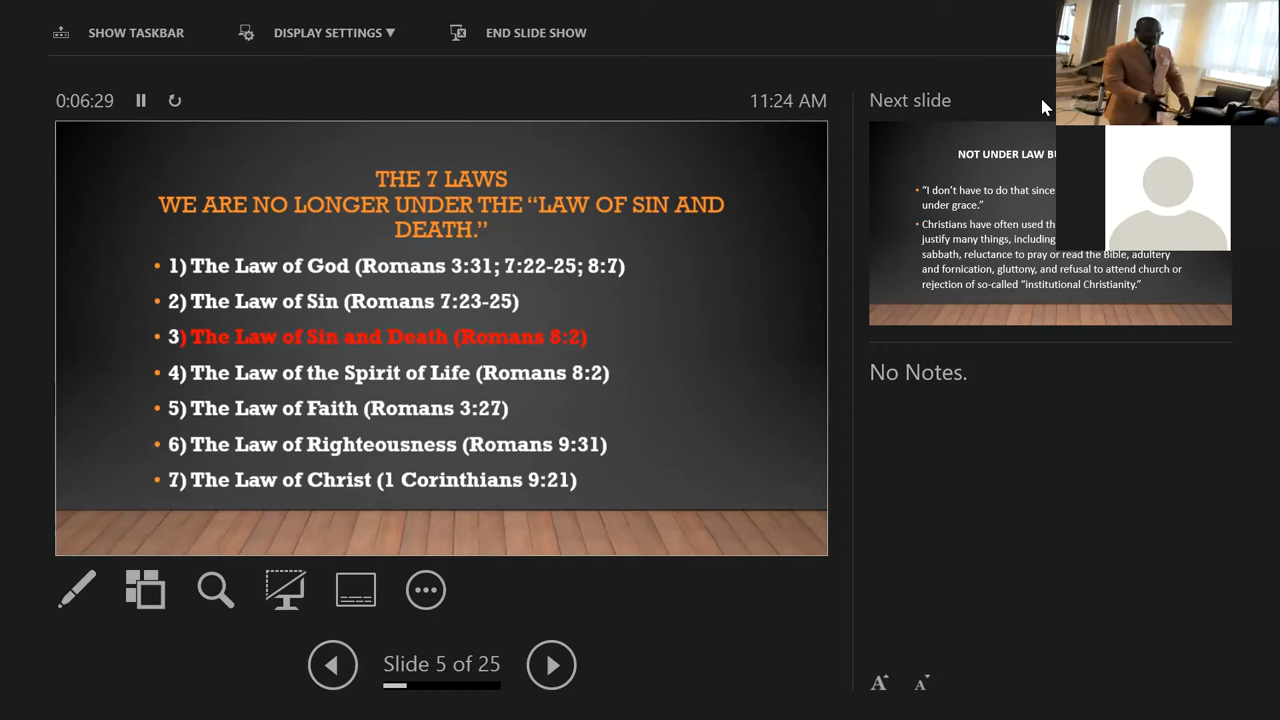 SHOW TASKBAR
DISPLAY SETTINGS ▼
END SLIDE SHOW
0:06:29
11:24 AM
THE 7 LAWS
WE ARE NO LONGER UNDER THE “LAW OF SIN AND
DEATH.”
• 1) The Law of God (Romans 3:31; 7:22-25; 8:7)
• 2) The Law of Sin (Romans 7:23-25)
• 3) The Law of Sin and Death (Romans 8:2)
• 4) The Law of the Spirit of Life (Romans 8:2)
• 5) The Law of Faith (Romans 3:27)
• 6) The Law of Righteousness (Romans 9:31)
• 7) The Law of Christ (1 Corinthians 9:21)
Slide 5 of 25
Next slide
NOT UNDER LAW
• “I don’t have to do that since
under grace.”
• Christians have often used
justify many things, including
sabbath, reluctance to pray or read the Bible, adultery
and fornication, gluttony, and refusal to attend church or
rejection of so-called “institutional Christianity.”
No Notes.
A A